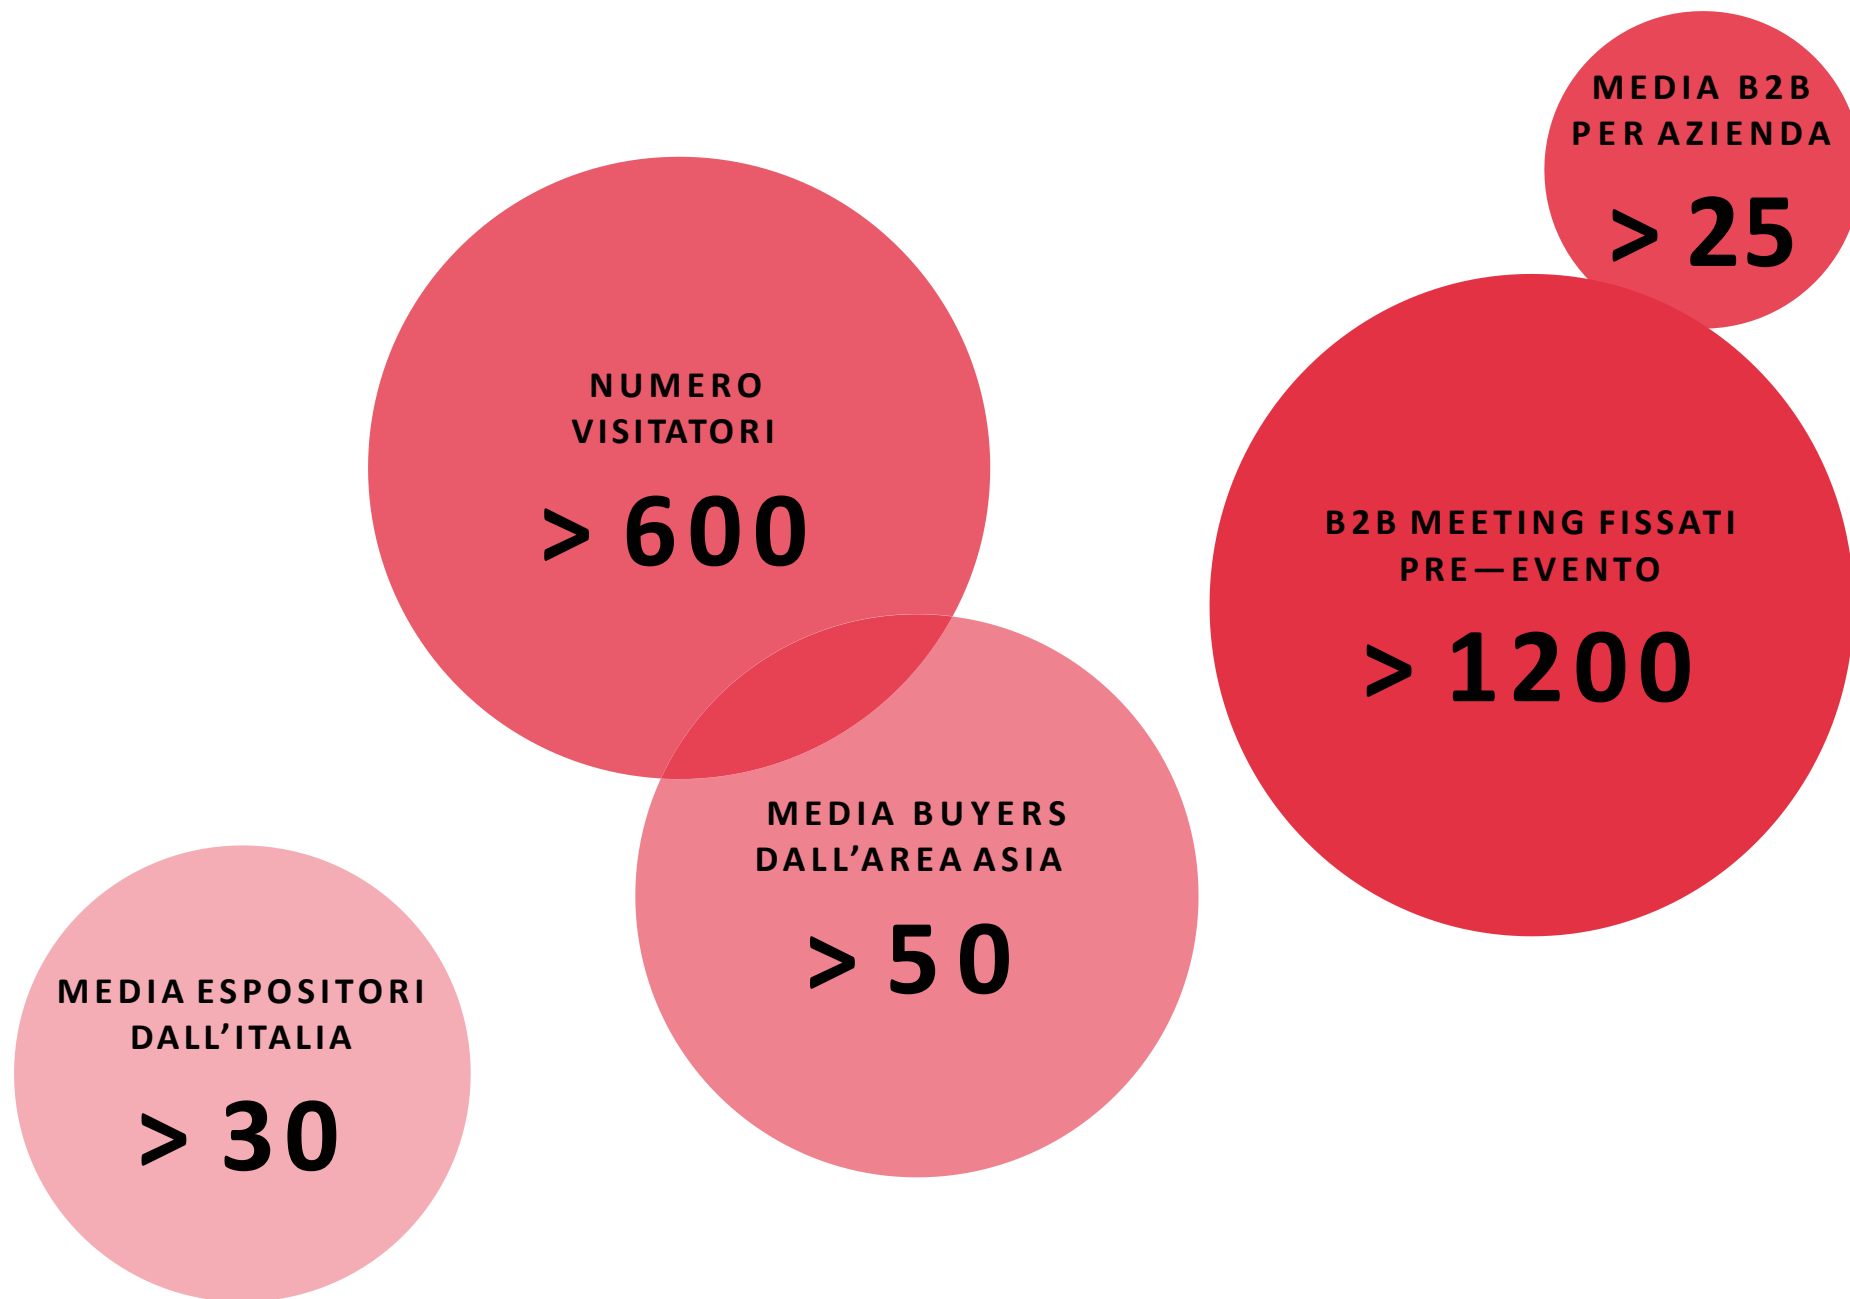 MEDIA B2B
PER AZIENDA
> 25
NUMERO
VISITATORI
> 600
B2B MEETING FISSATI
PRE—EVENTO
> 1200
MEDIA BUYERS
DALL’AREA ASIA
> 50
MEDIA ESPOSITORI
DALL’ITALIA
> 30